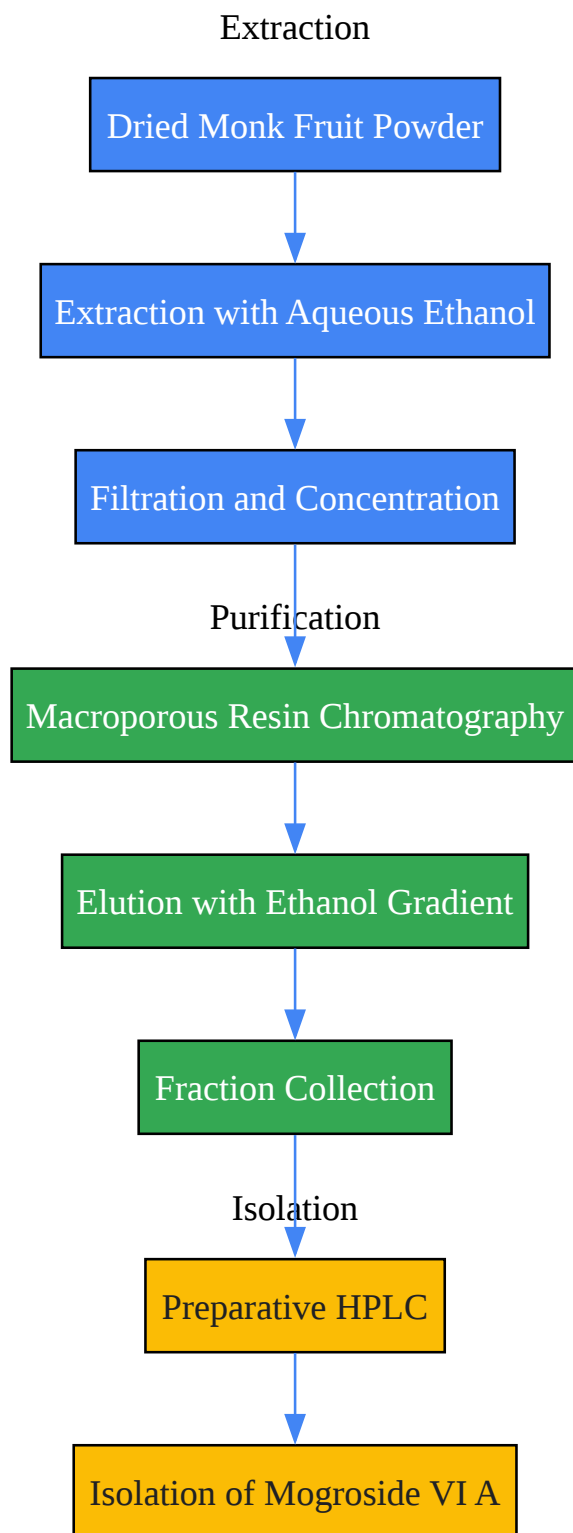 Extraction
Dried Monk Fruit Powder
Extraction with Aqueous Ethanol
Filtration and Concentration
Purification
Macroporous Resin Chromatography
Elution with Ethanol Gradient
Fraction Collection
Isolation
Preparative HPLC
Isolation of Mogroside VI A